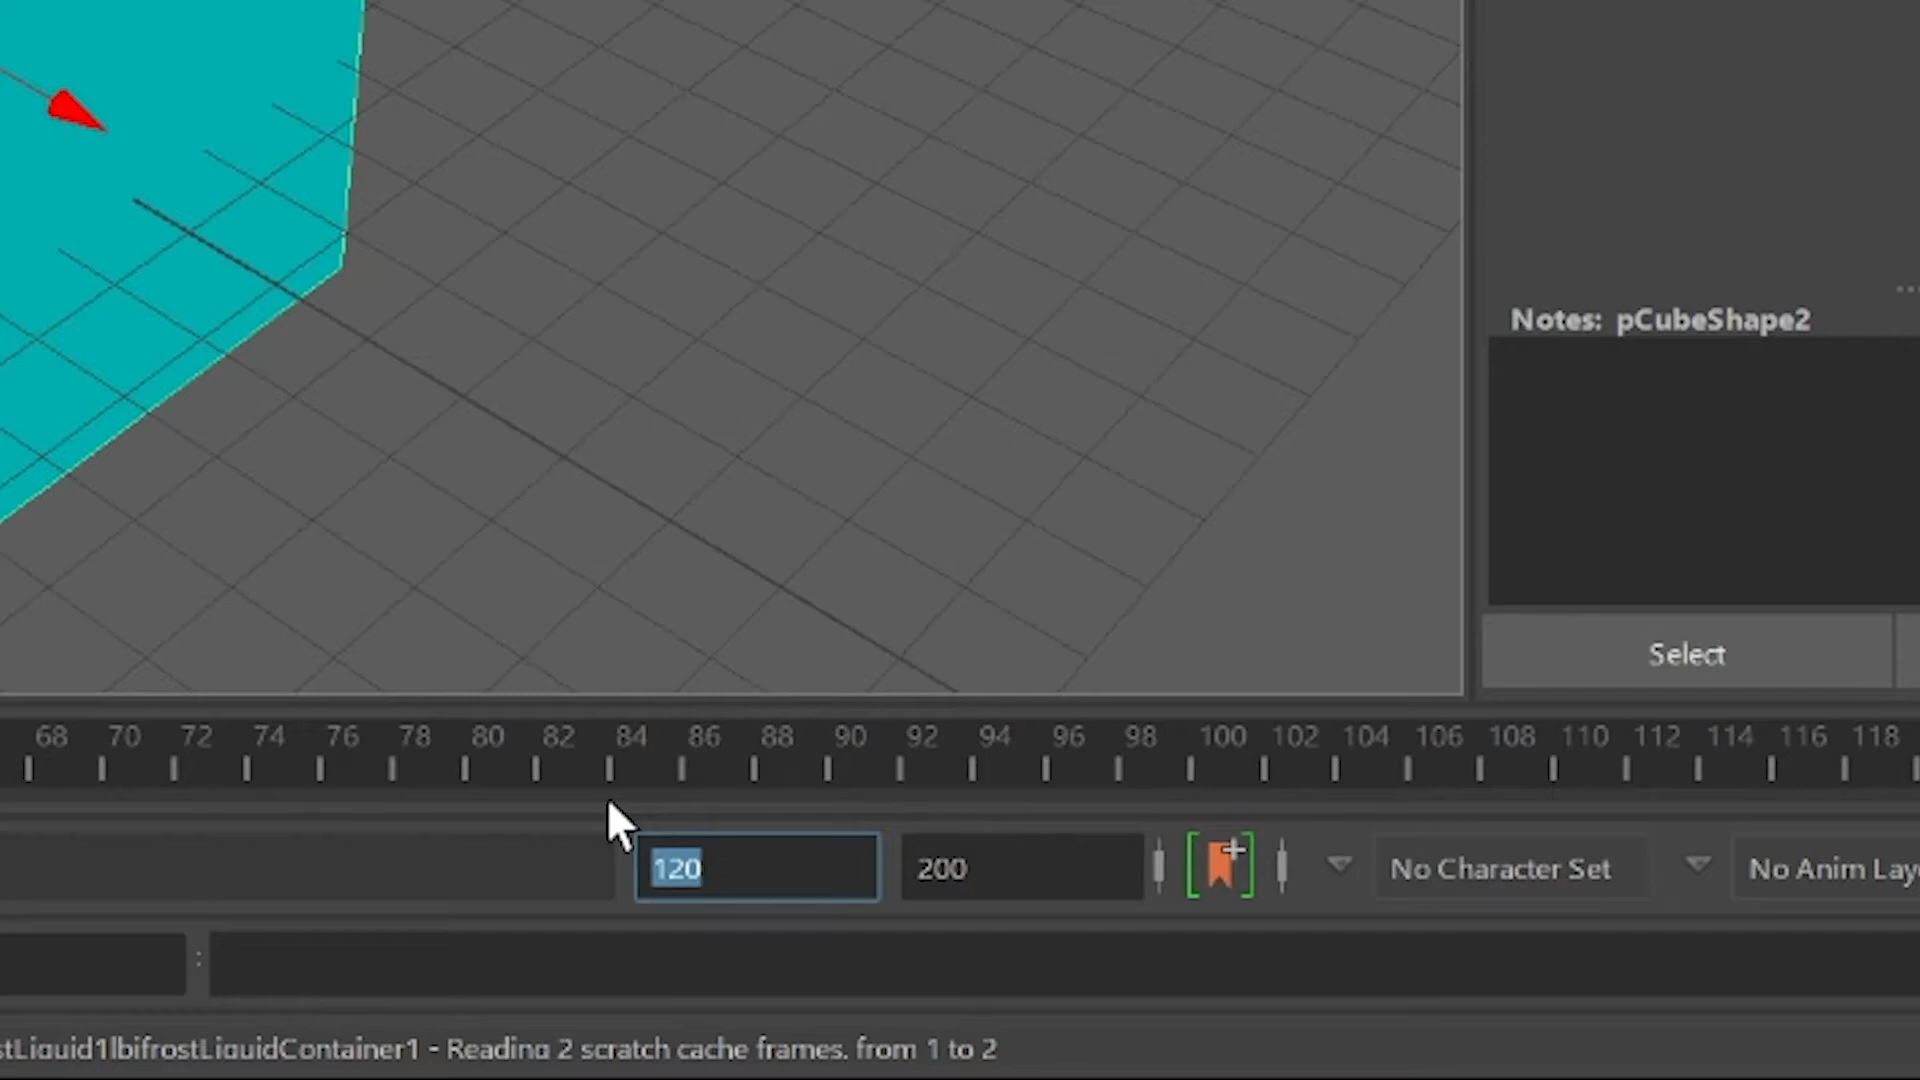 Notes: pCubeShape2
Select
68 70 72 74 76 78 80 82 84 86 88 90 92 94 96 98 100 102 104 106 108 110 112 114 116 118
120
200
No Character Set
No Anim Lay
:
stLiquid1|bifrostLiquidContainer1 - Reading 2 scratch cache frames, from 1 to 2